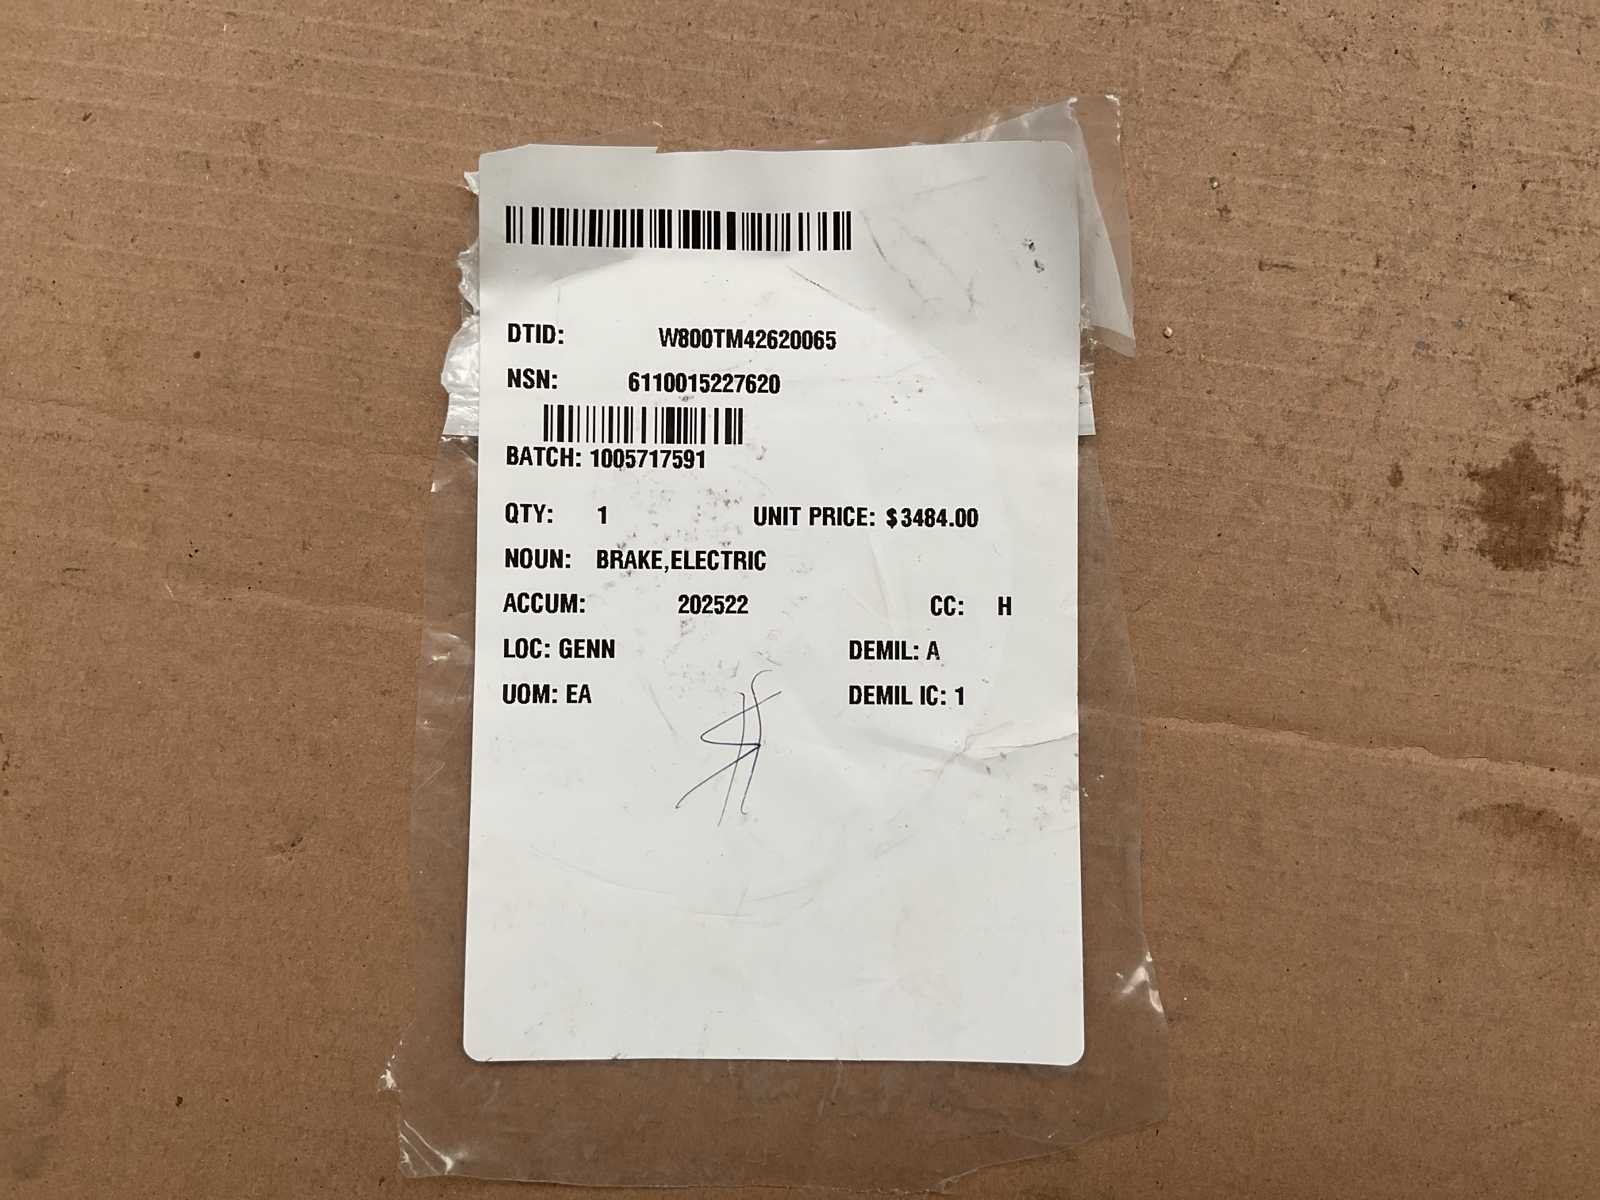 DTID: W800TM42620065
NSN: 6110015227620
BATCH: 1005717591
QTY: 1 UNIT PRICE: $3484.00
NOUN: BRAKE,ELECTRIC
ACCUM: 202522 CC: H
LOC: GENN DEMIL: A
UOM: EA DEMIL IC: 1